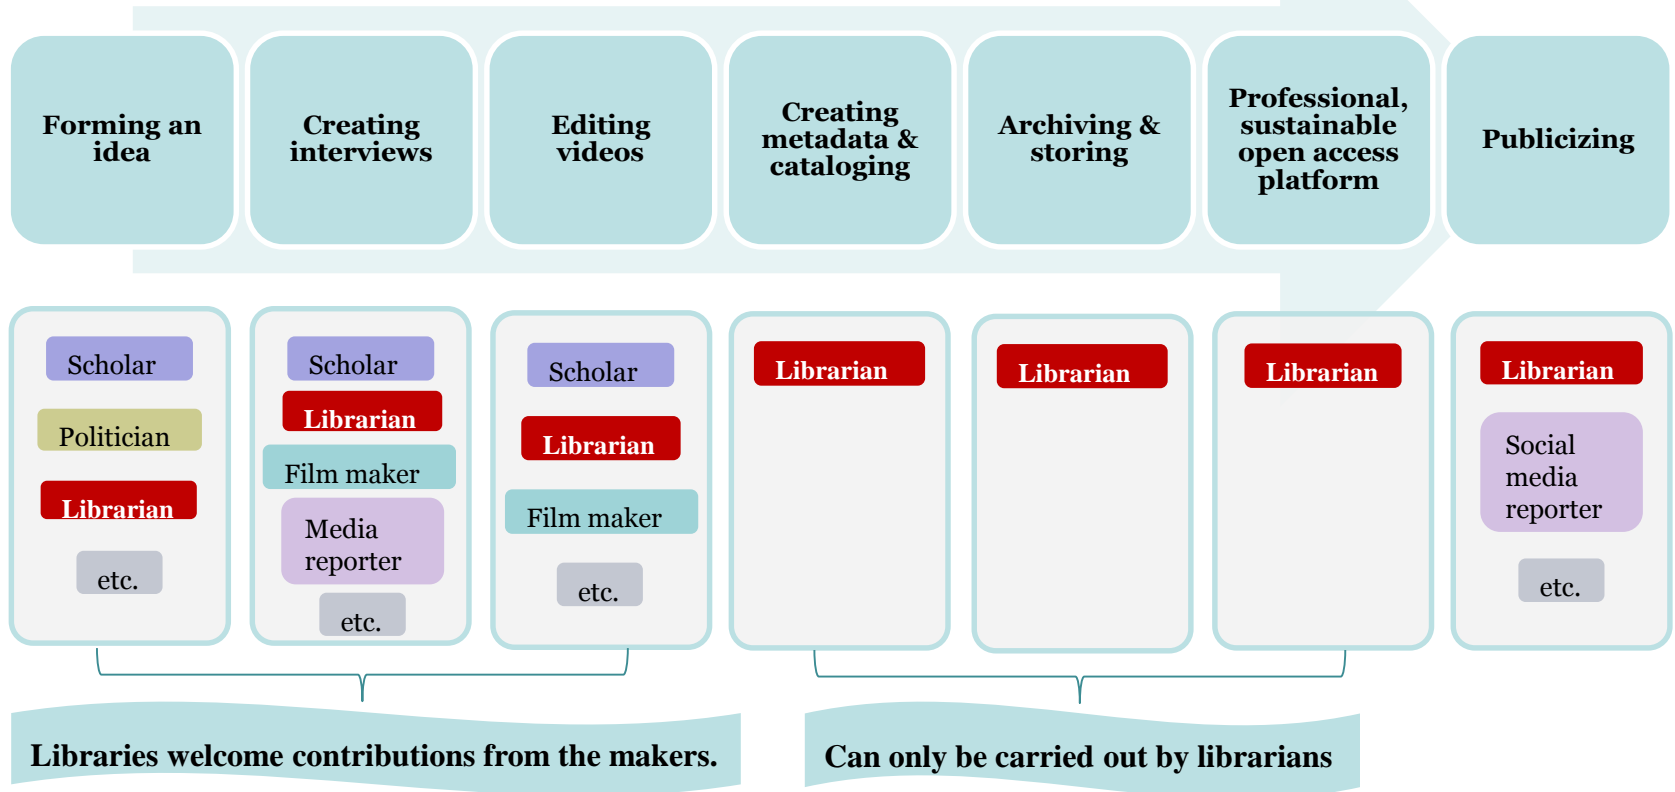 Forming an
idea
Creating
interviews
Editing
videos
Creating
metadata &
cataloging
Archiving &
storing
Professional,
sustainable
open access
platform
Publicizing
Scholar
Politician
Librarian
etc.
Scholar
Librarian
Film maker
Media
reporter
etc.
Scholar
Librarian
Film maker
etc.
Librarian
Librarian
Librarian
Librarian
Social
media
reporter
etc.
Libraries welcome contributions from the makers.
Can only be carried out by librarians